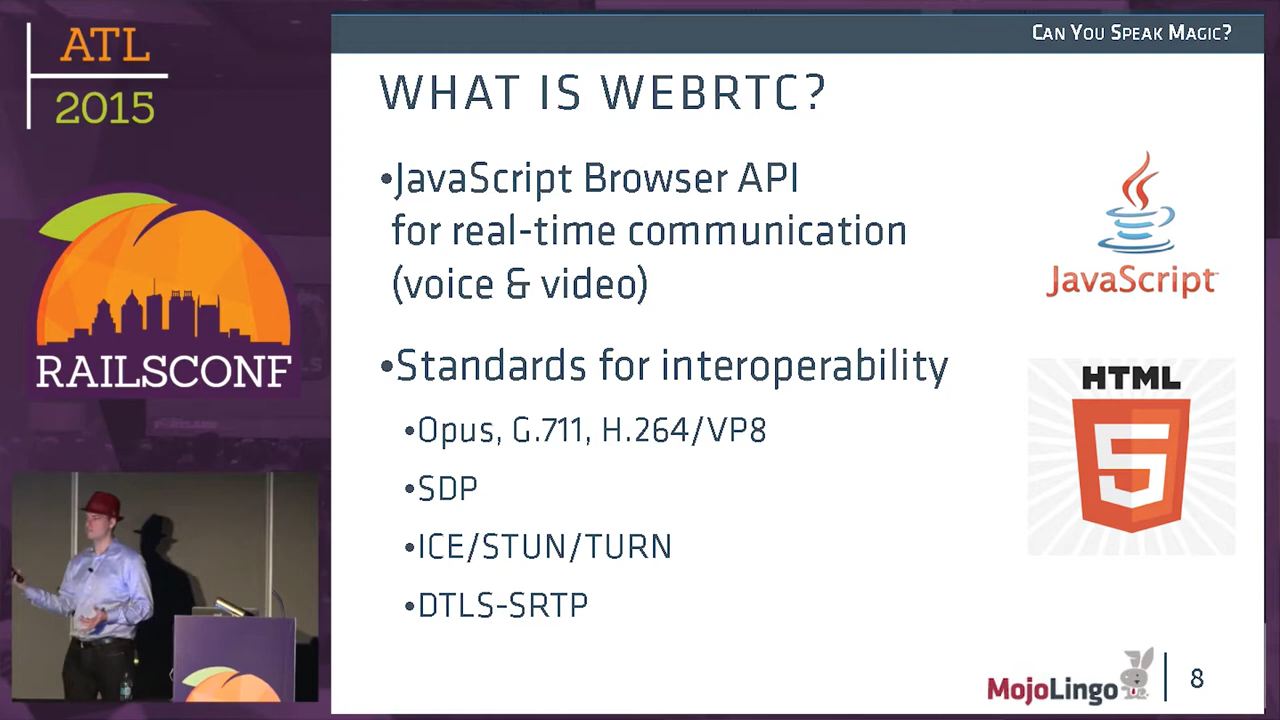 ATL
2015
RAILSCONF
CAN YOU SPEAK MAGIC?
WHAT IS WEBRTC?
•JavaScript Browser API
for real-time communication
(voice & video)
•Standards for interoperability
•Opus, G.711, H.264/VP8
•SDP
•ICE/STUN/TURN
•DTLS-SRTP
JavaScript
HTML
5
MojoLingo
8